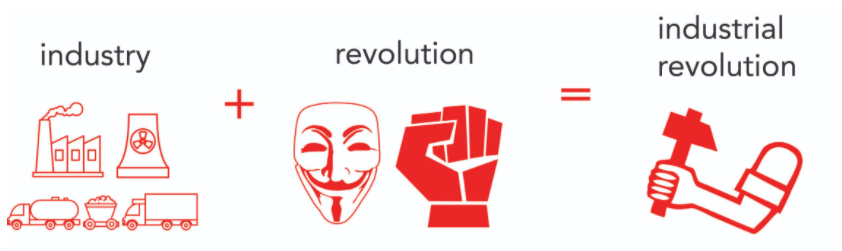 industry
+
revolution
=
industrial
revolution